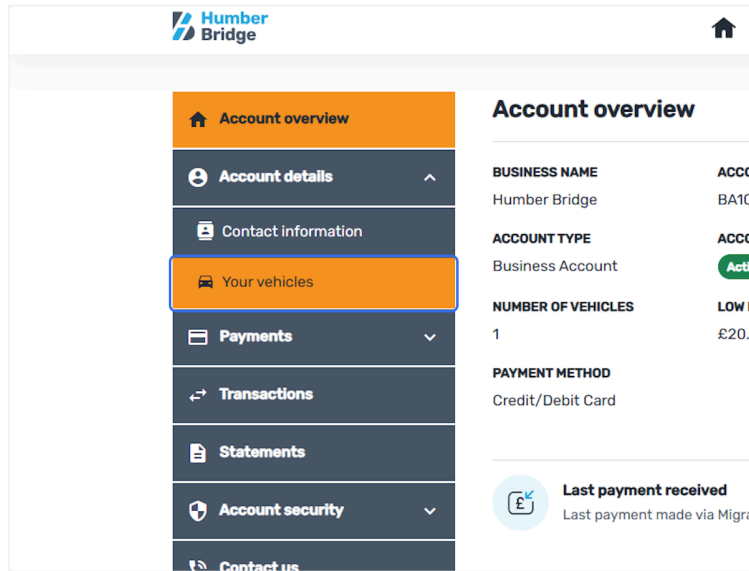 Humber
Bridge
Account overview
Account details
Contact information
Your vehicles
Payments
Transactions
Statements
Account security
Contact us
Account overview
BUSINESS NAME
Humber Bridge
ACCOUNT TYPE
Business Account
NUMBER OF VEHICLES
1
PAYMENT METHOD
Credit/Debit Card
LOW
£20.
Last payment received
Last payment made via